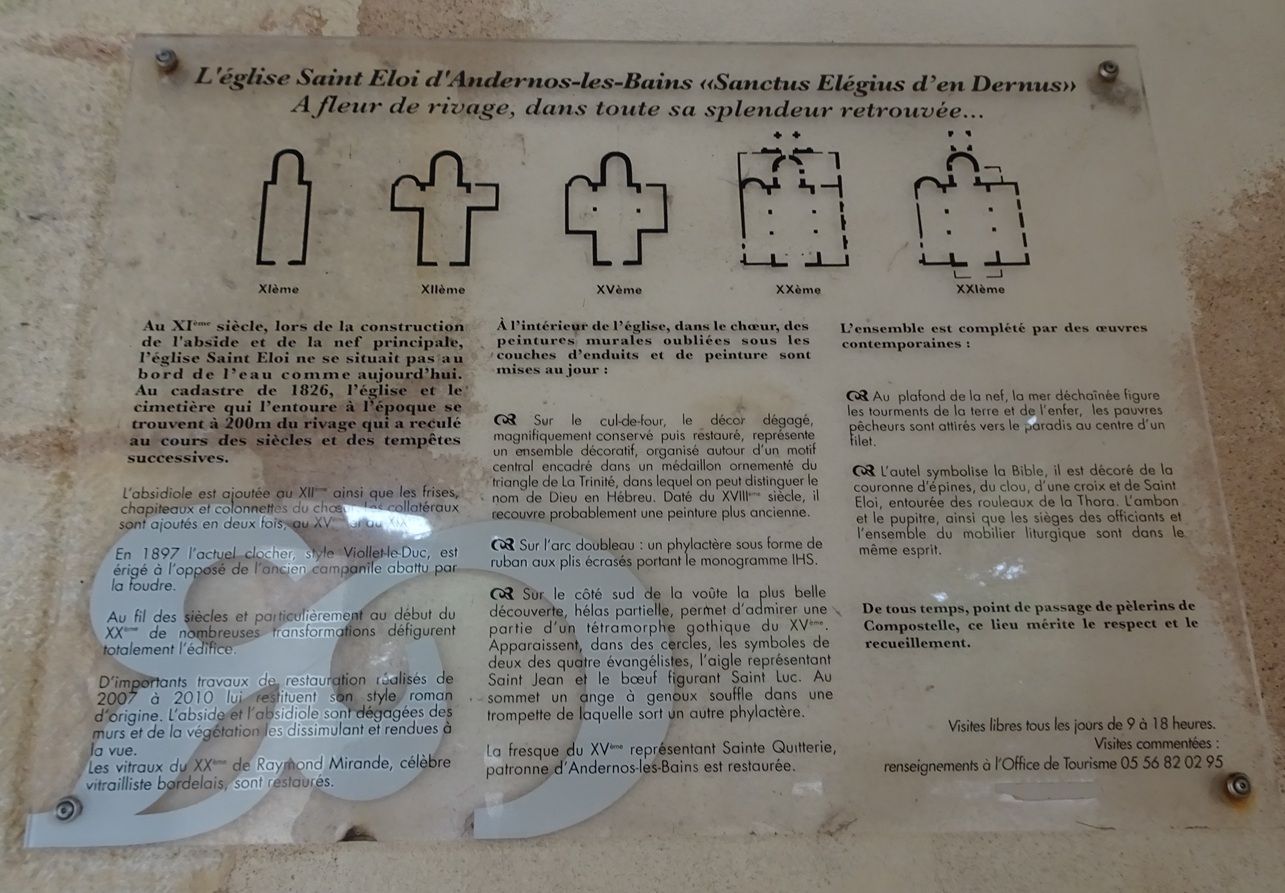 L'église Saint Eloi d'Andernos-les-Bains «Sanctus Elégius d'en Dernus»
A fleur de rivage, dans toute sa splendeur retrouvée...
XIème
XIIème
XVème
XXème
XXIème
Au XIème siècle, lors de la construction
de l'abside et de la nef principale,
l'église Saint Eloi ne se situait pas au
bord de l'eau comme aujourd'hui.
Au cadastre de 1826, l'église et le
cimetière qui l'entoure à l'époque se
trouvent à 200m du rivage qui a reculé
au cours des siècles et des tempêtes
successives.
L'absidiole est ajoutée au XIIème ainsi que les frises,
chapiteaux et colonnettes du chœur. Les collatéraux
sont ajoutés en deux fois, au XVème et au
En 1897 l'actuel clocher, style Viollet-le-Duc, est
érigé à l'opposé de l'ancien campanile abattu par
la foudre.
Au fil des siècles et particulièrement au début du
XXème de nombreuses transformations défigurent
totalement l'édifice.
D'importants travaux de restauration réalisés de
2007 à 2010 lui restituent son style roman
d'origine. L'abside et l'absidiole sont dégagées des
murs et de la végétation les dissimulant et rendues à
la vue.
Les vitraux du XXème de Raymond Mirande, célèbre
vitrailliste bordelais, sont restaurés.
À l'intérieur de l'église, dans le chœur, des
peintures murales oubliées sous les
couches d'enduits et de peinture sont
mises au jour :
Sur le cul-de-four, le décor dégagé,
magnifiquement conservé puis restauré, représente
un ensemble décoratif, organisé autour d'un motif
central encadré dans un médaillon ornementé du
triangle de La Trinité, dans lequel on peut distinguer le
nom de Dieu en Hébreu. Daté du XVIIIème siècle, il
recouvre probablement une peinture plus ancienne.
Sur l'arc doubleau : un phylactère sous forme de
ruban aux plis écrasés portant le monogramme IHS.
Sur le côté sud de la voûte la plus belle
découverte, hélas partielle, permet d'admirer une
partie d'un tétramorphe gothique du XVème.
Apparaissent, dans des cercles, les symboles de
deux des quatre évangélistes, l'aigle représentant
Saint Jean et le bœuf figurant Saint Luc. Au
sommet un ange à genoux souffle dans une
trompette de laquelle sort un autre phylactère.
La fresque du XVème représentant Sainte Quitterie,
patronne d'Andernos-les-Bains est restaurée.
L'ensemble est complété par des œuvres
contemporaines :
Au plafond de la nef, la mer déchaînée figure
les tourments de la terre et de l'enfer, les pauvres
pêcheurs sont attirés vers le paradis au centre d'un
filet.
L'autel symbolise la Bible, il est décoré de la
couronne d'épines, du clou, d'une croix et de Saint
Eloi, entourée des rouleaux de la Thora. L'ambon
et le pupitre, ainsi que les sièges des officiants et
l'ensemble du mobilier liturgique sont dans le
même esprit.
De tous temps, point de passage de pèlerins de
Compostelle, ce lieu mérite le respect et le
recueillement.
Visites libres tous les jours de 9 à 18 heures.
Visites commentées :
renseignements à l'Office de Tourisme 05 56 82 02 95